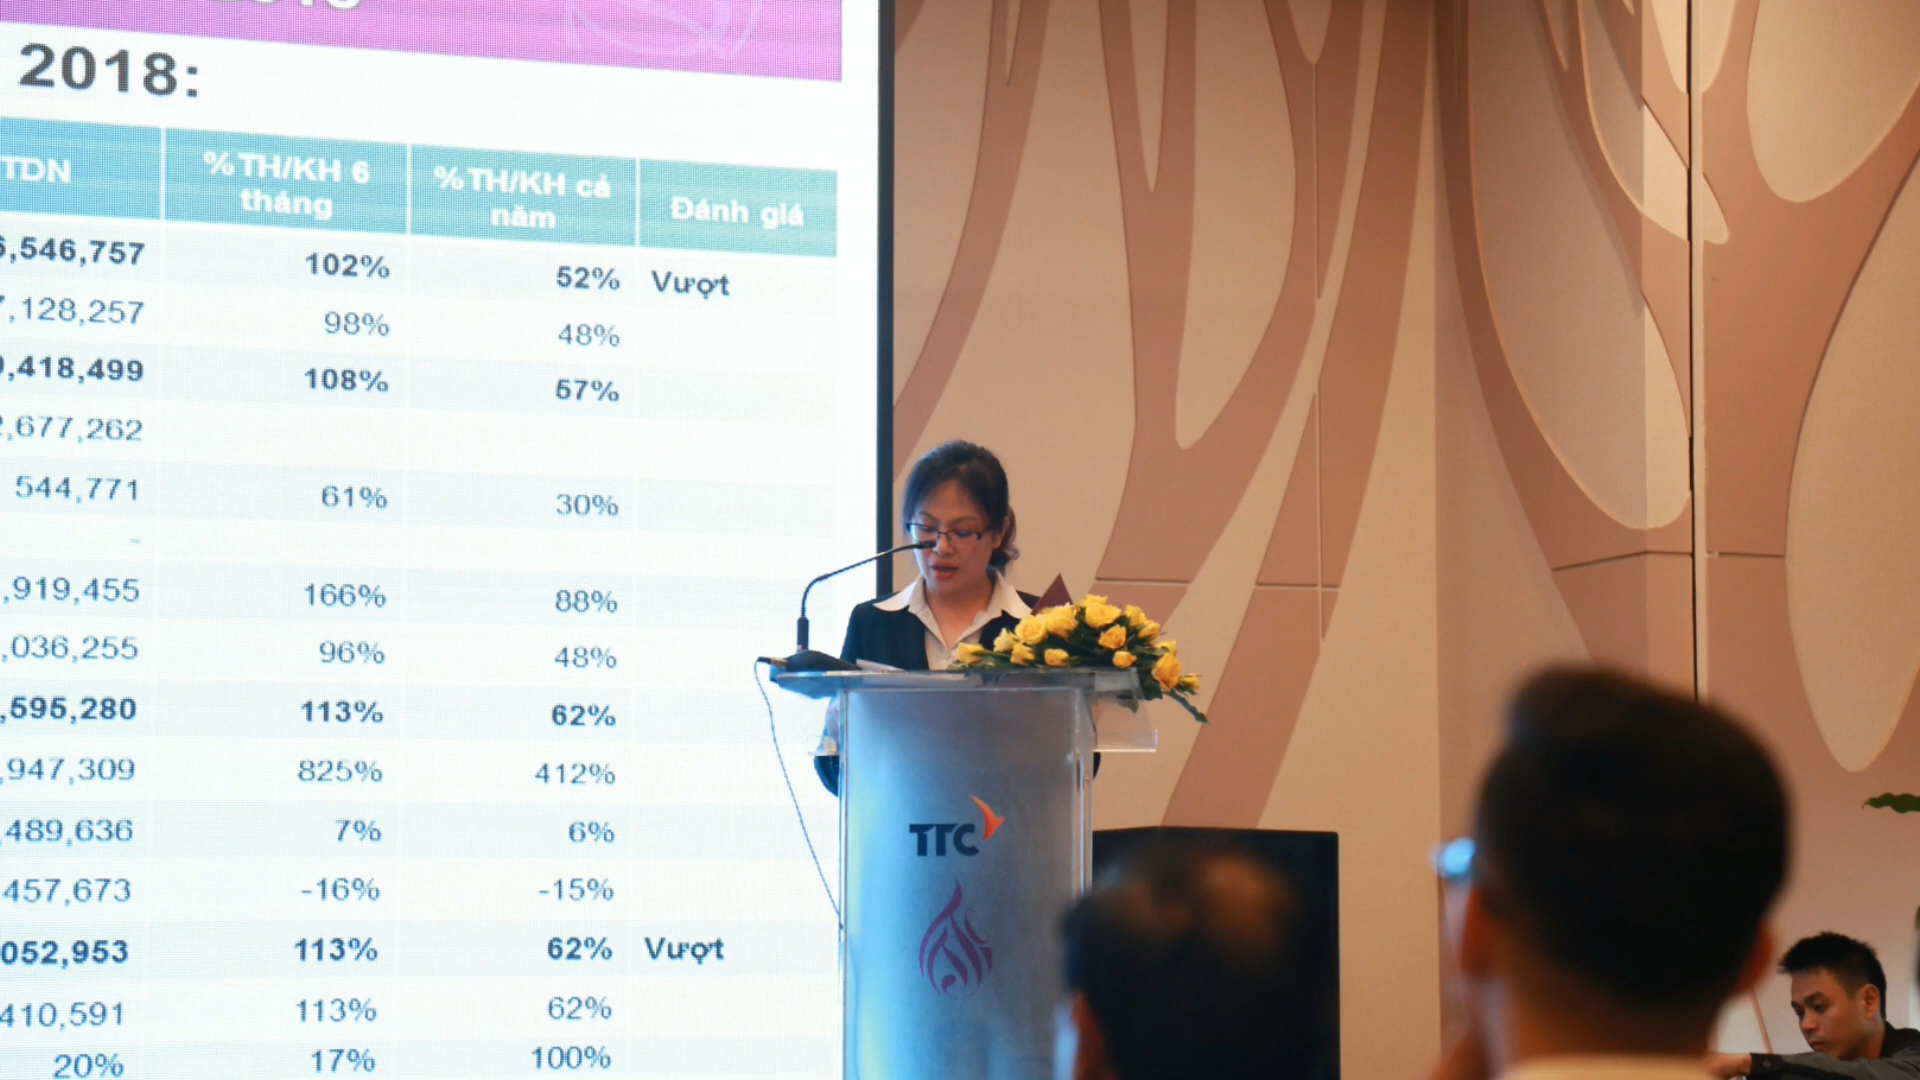 2018:
TDN %TH/KH 6 tháng %TH/KH cả năm Đánh giá
,546,757 102% 52% Vượt
,128,257 98% 48%
,418,499 108% 57%
,677,262
544,771 61% 30%
-
,919,455 166% 88%
,036,255 96% 48%
,595,280 113% 62%
,947,309 825% 412%
,489,636 7% 6%
457,673 -16% -15%
052,953 113% 62% Vượt
410,591 113% 62%
20% 17% 100%
TTC